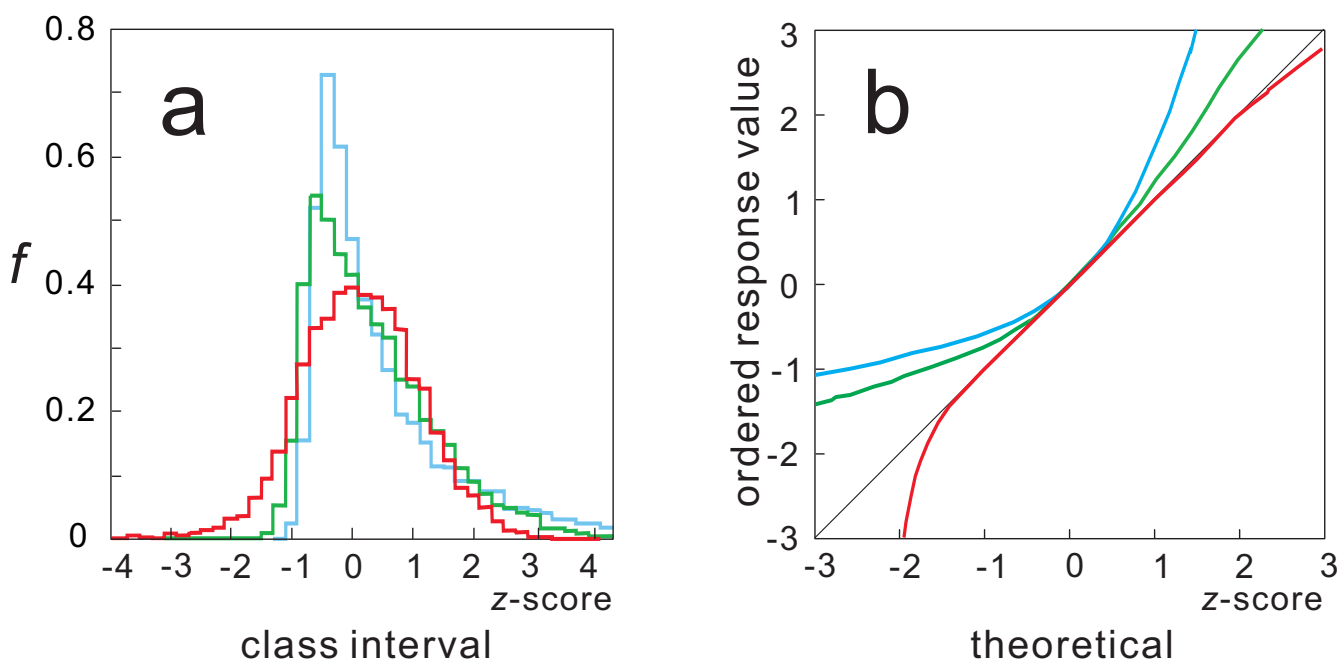 a
f
0.8
0.6
0.4
0.2
0
-4 -3 -2 -1 0 1 2 3 4
z-score
class interval
b
ordered response value
3
2
1
0
-1
-2
-3
-3 -2 -1 0 1 2 3
z-score
theoretical